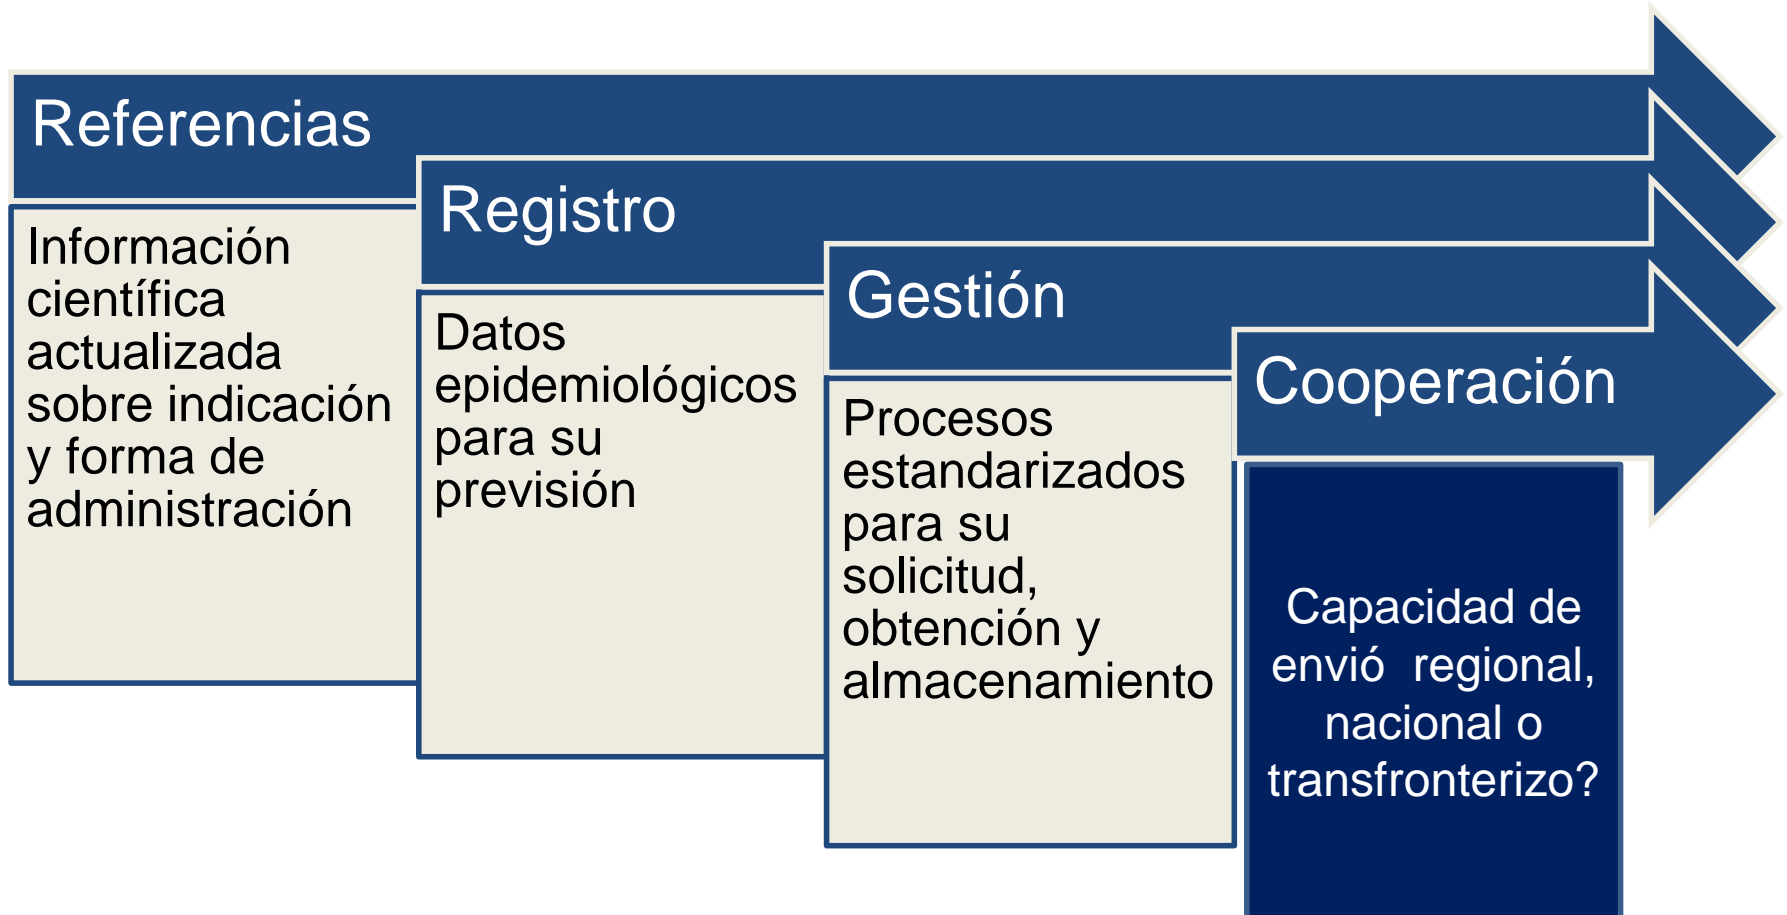 Referencias
Información
científica
actualizada
sobre indicación
y forma de
administración
Registro
Datos
epidemiológicos
para su
previsión
Gestión
Procesos
estandarizados
para su
solicitud,
obtención y
almacenamiento
Cooperación
Capacidad de
envió  regional,
nacional o
transfronterizo?